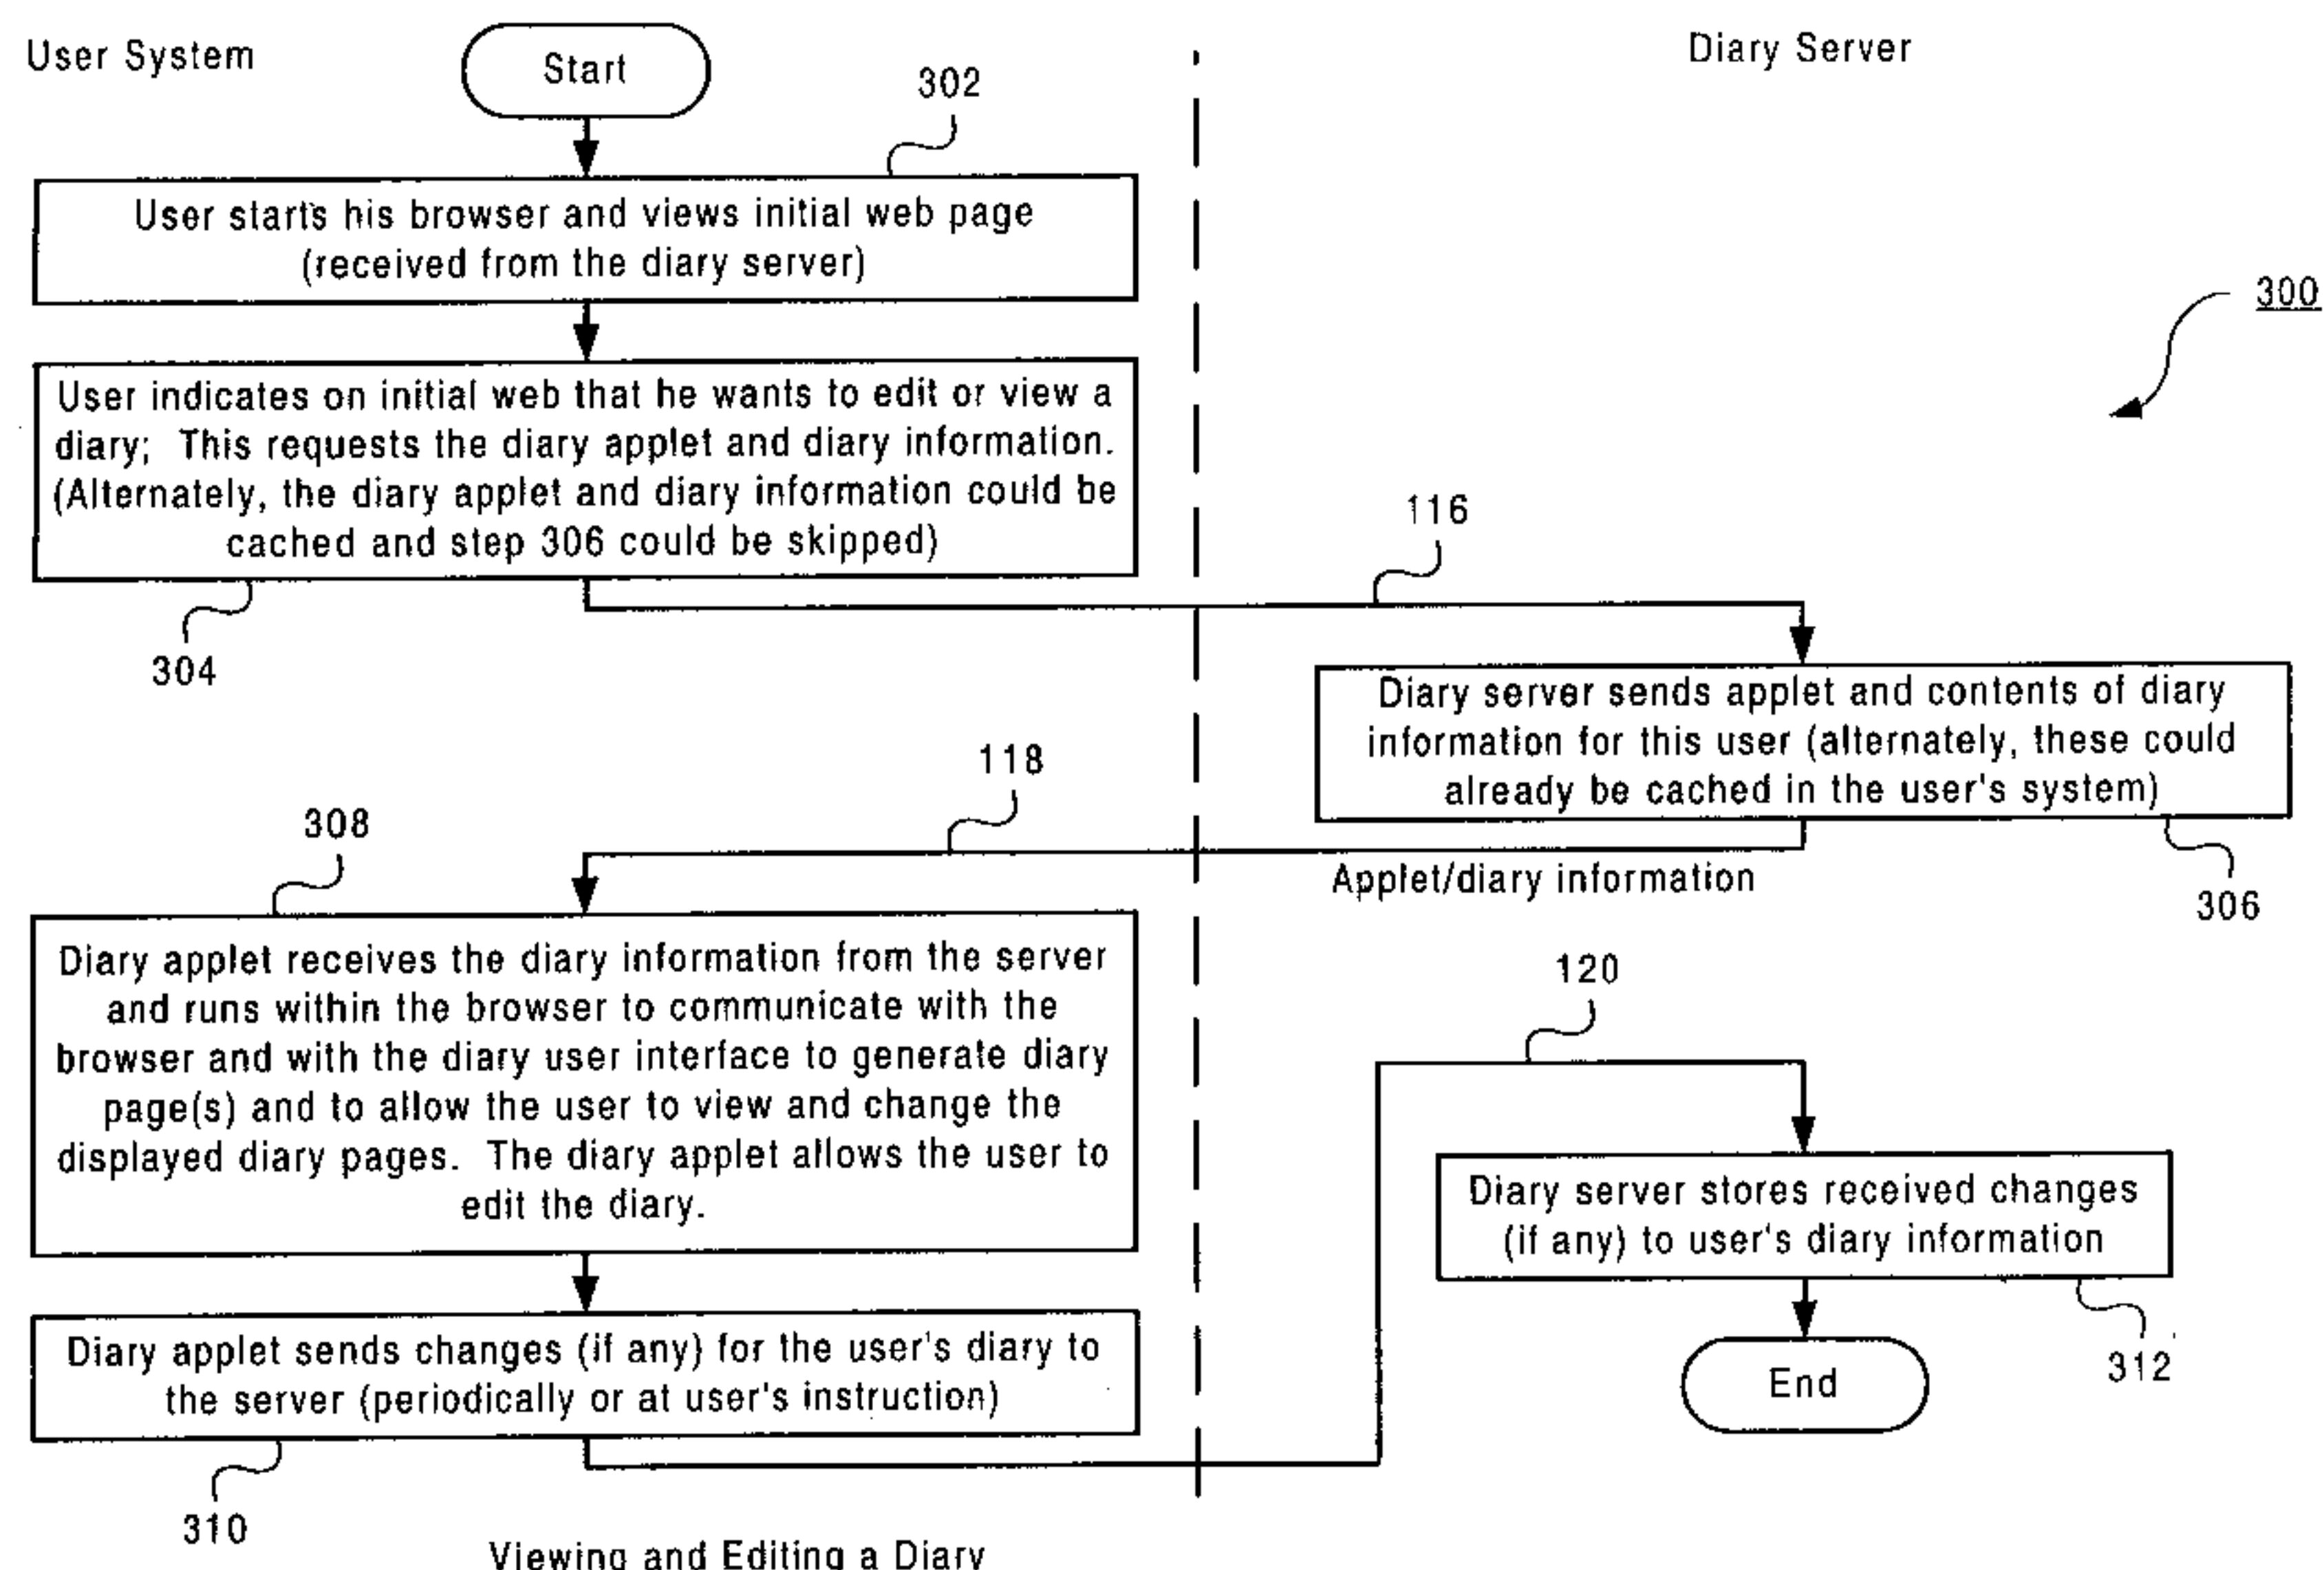 User System
Diary Server
Start
302
User starts his browser and views initial web page
(received from the diary server)
300
User indicates on initial web that he wants to edit or view a
diary; This requests the diary applet and diary information.
(Alternately, the diary applet and diary information could be
cached and step 306 could be skipped)
304
116
Diary server sends applet and contents of diary
information for this user (alternately, these could
already be cached in the user's system)
306
118
Applet/diary information
308
Diary applet receives the diary information from the server
and runs within the browser to communicate with the
browser and with the diary user interface to generate diary
page(s) and to allow the user to view and change the
displayed diary pages. The diary applet allows the user to
edit the diary.
Diary applet sends changes (if any) for the user's diary to
the server (periodically or at user's instruction)
310
120
Diary server stores received changes
(if any) to user's diary information
312
End
Viewing and Editing a Diary